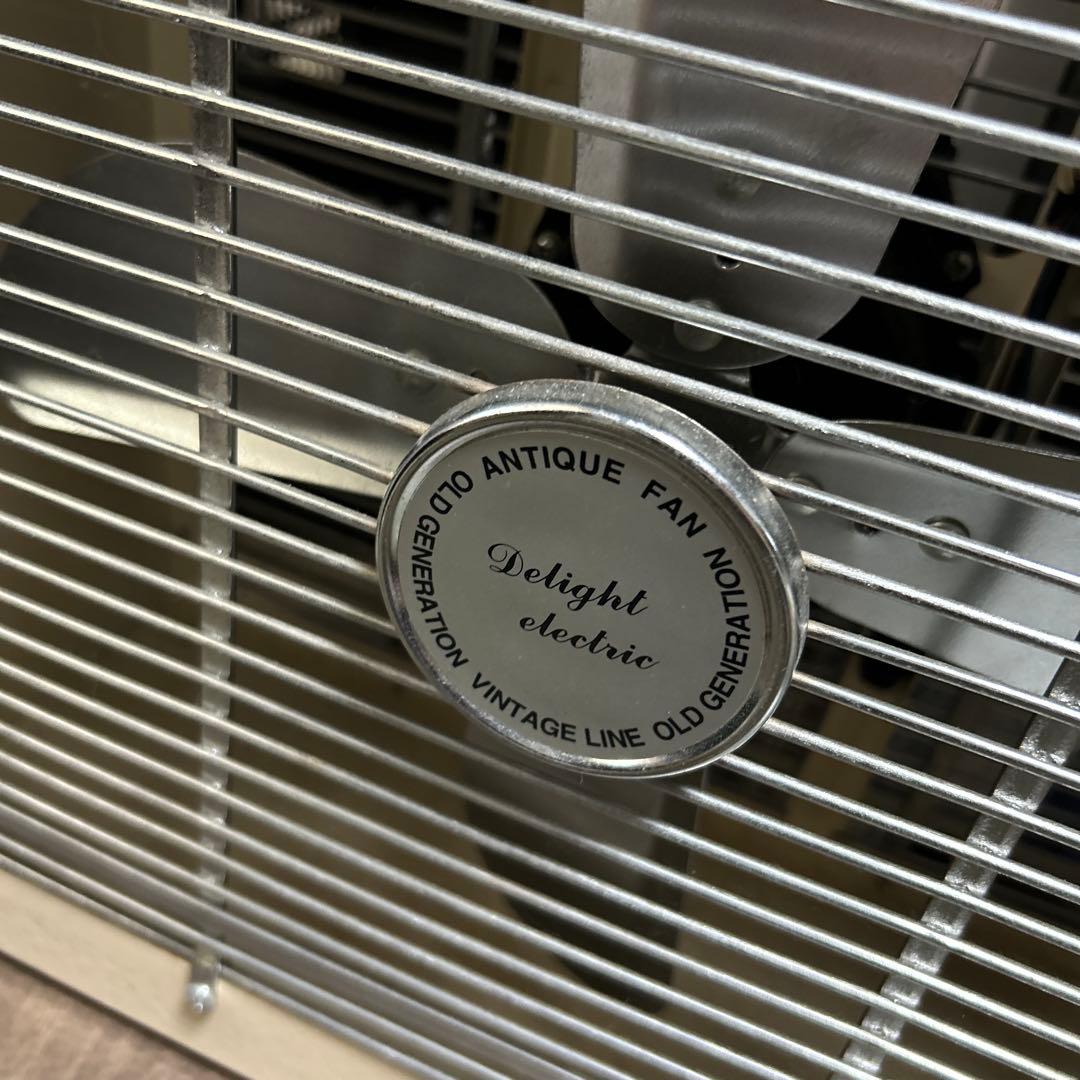 ANTIQUE FAN
OLD GENERATION
VINTAGE LINE
OLD GENERATION
Delight
electric